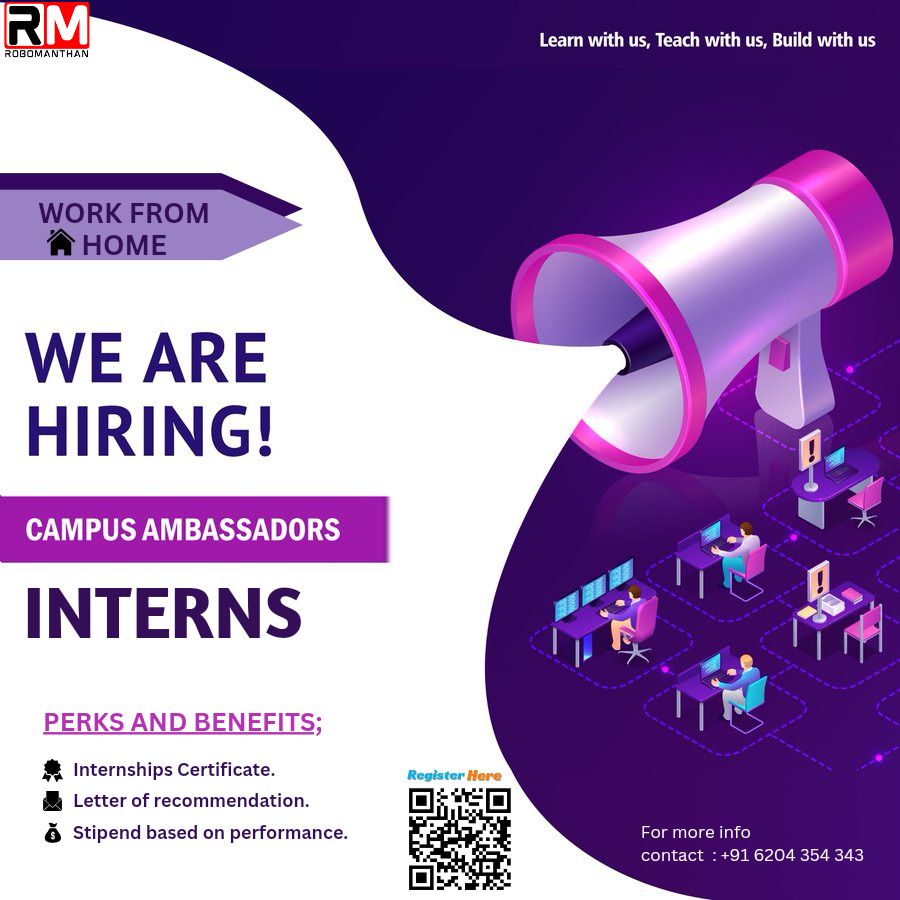 RM
ROBOMANTHAN
Learn with us, Teach with us, Build with us
WORK FROM
HOME
WE ARE
HIRING!
CAMPUS AMBASSADORS
INTERNS
PERKS AND BENEFITS;
Internships Certificate.
Letter of recommendation.
Stipend based on performance.
Register Here
For more info
contact : +91 6204 354 343